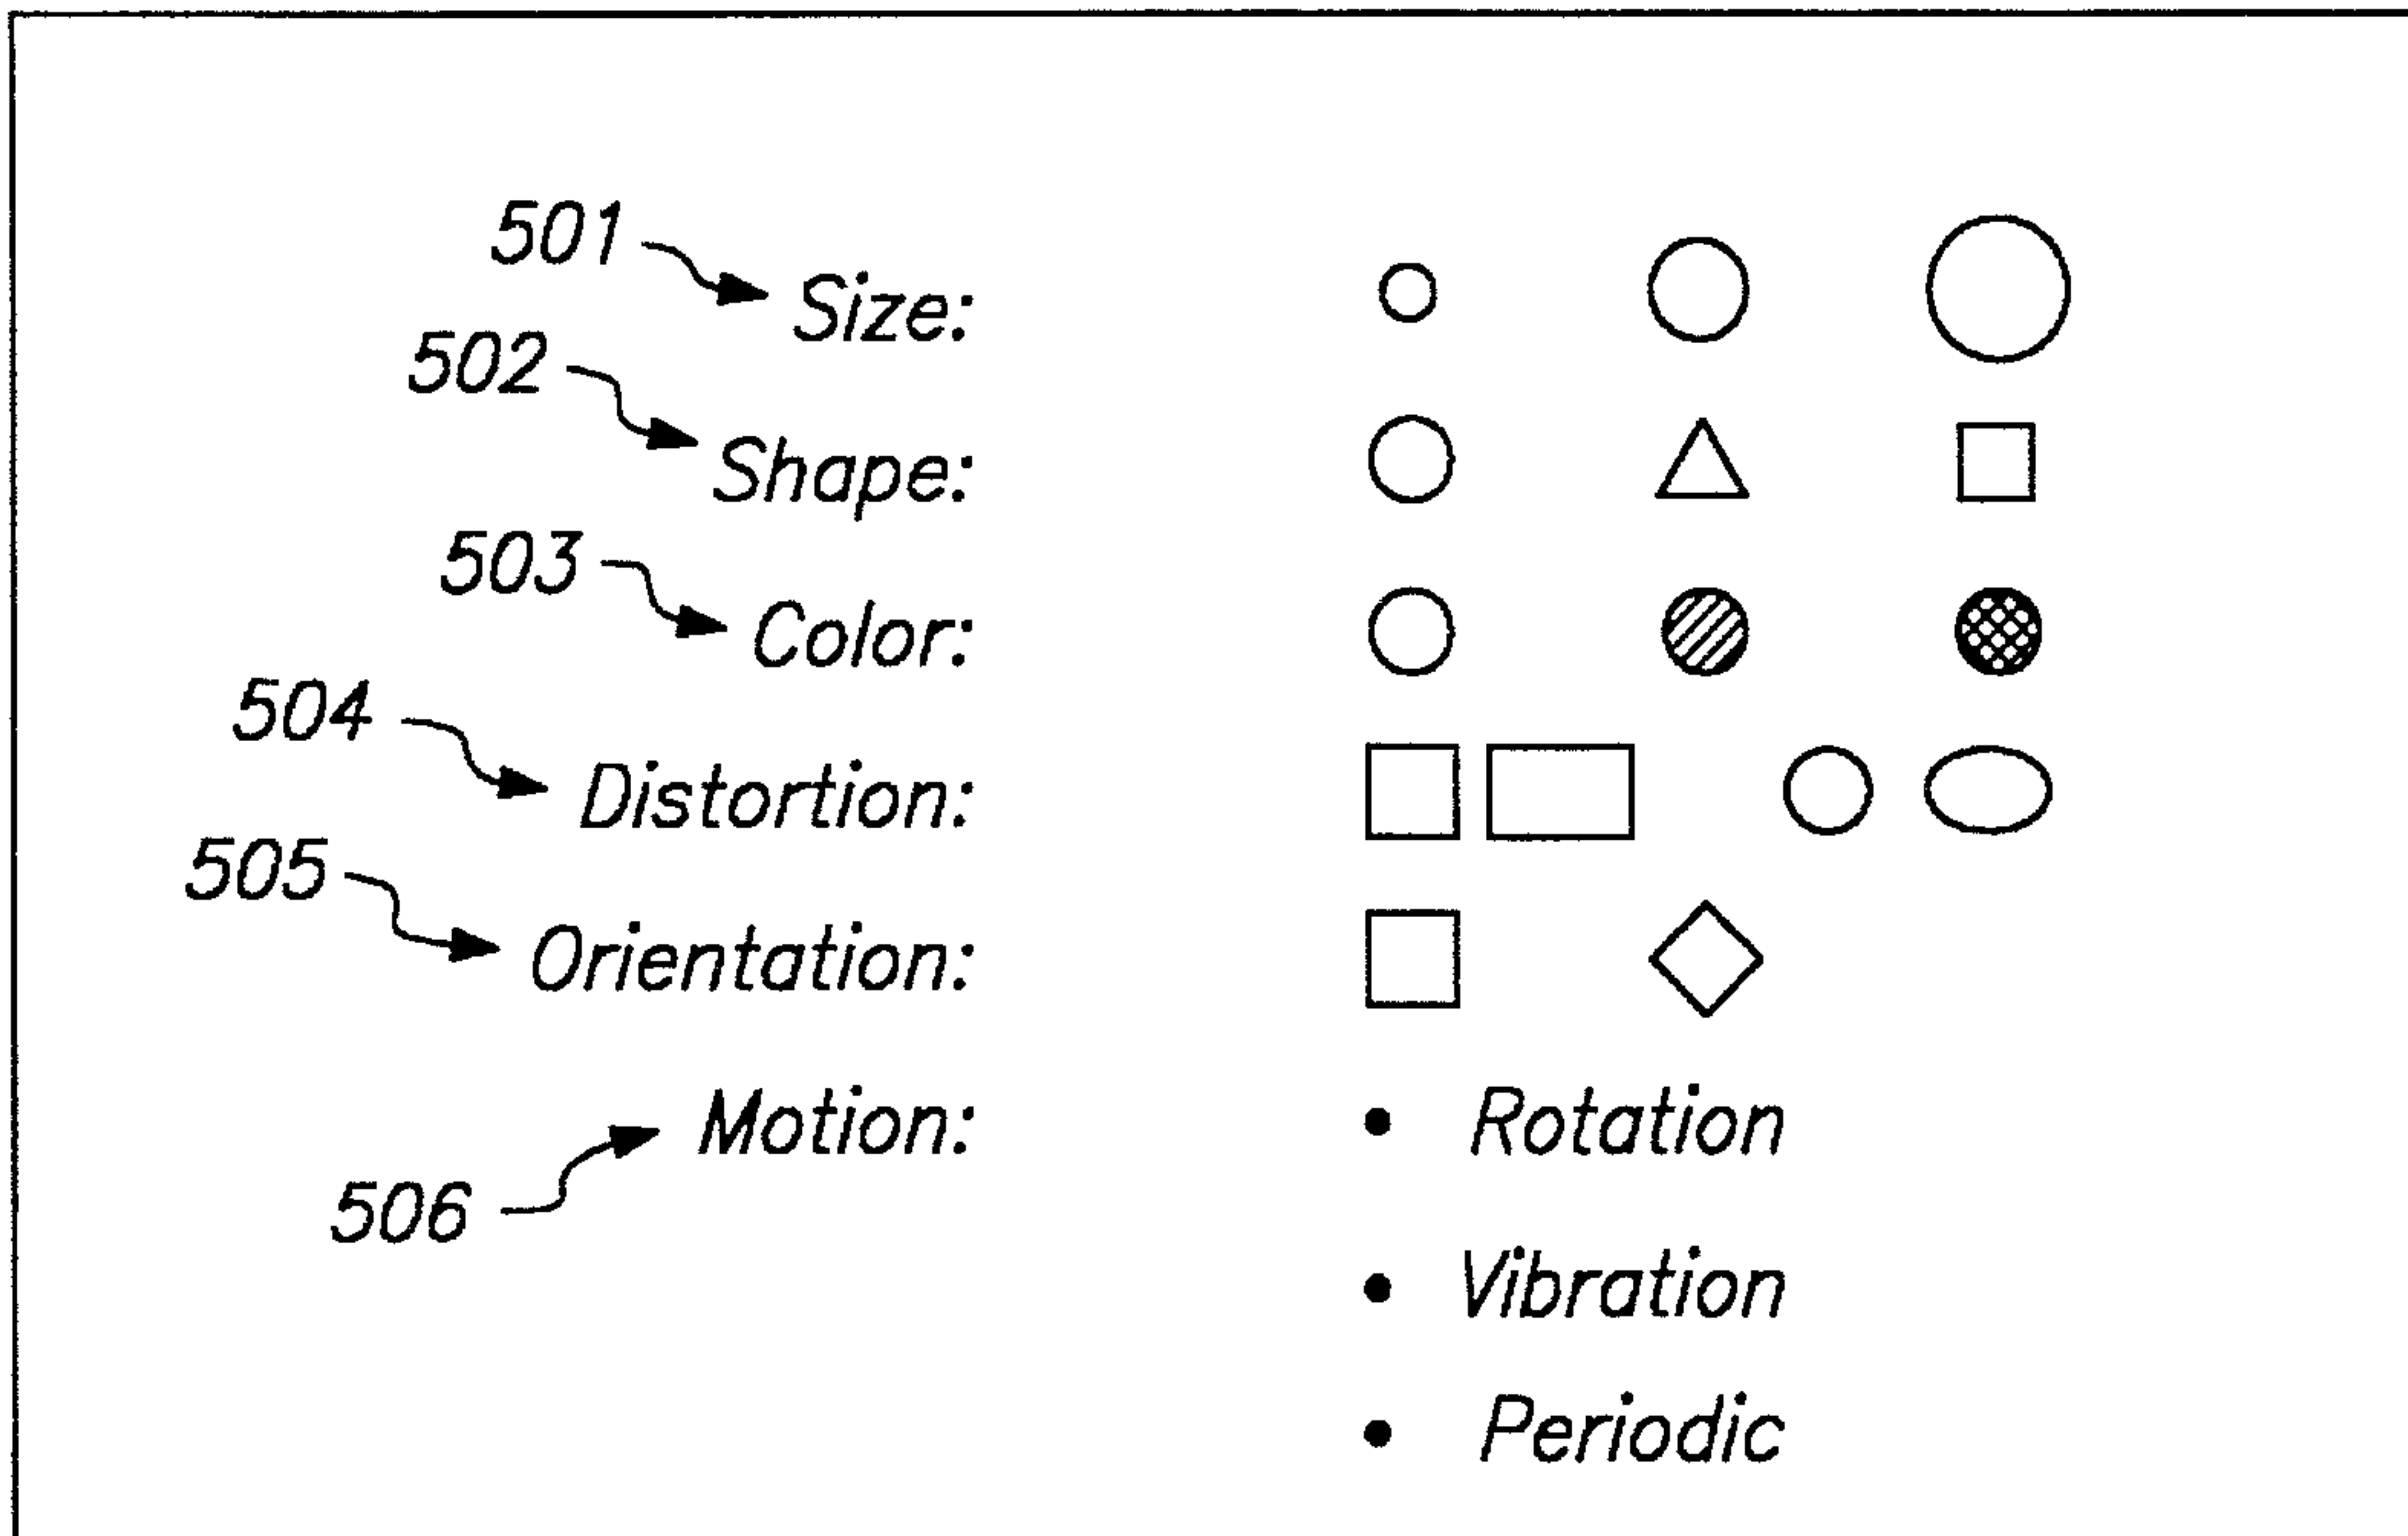 501
Size:
502
Shape:
503
Color:
504
Distortion:
505
Orientation:
Motion:
• Rotation
506
• Vibration
• Periodic